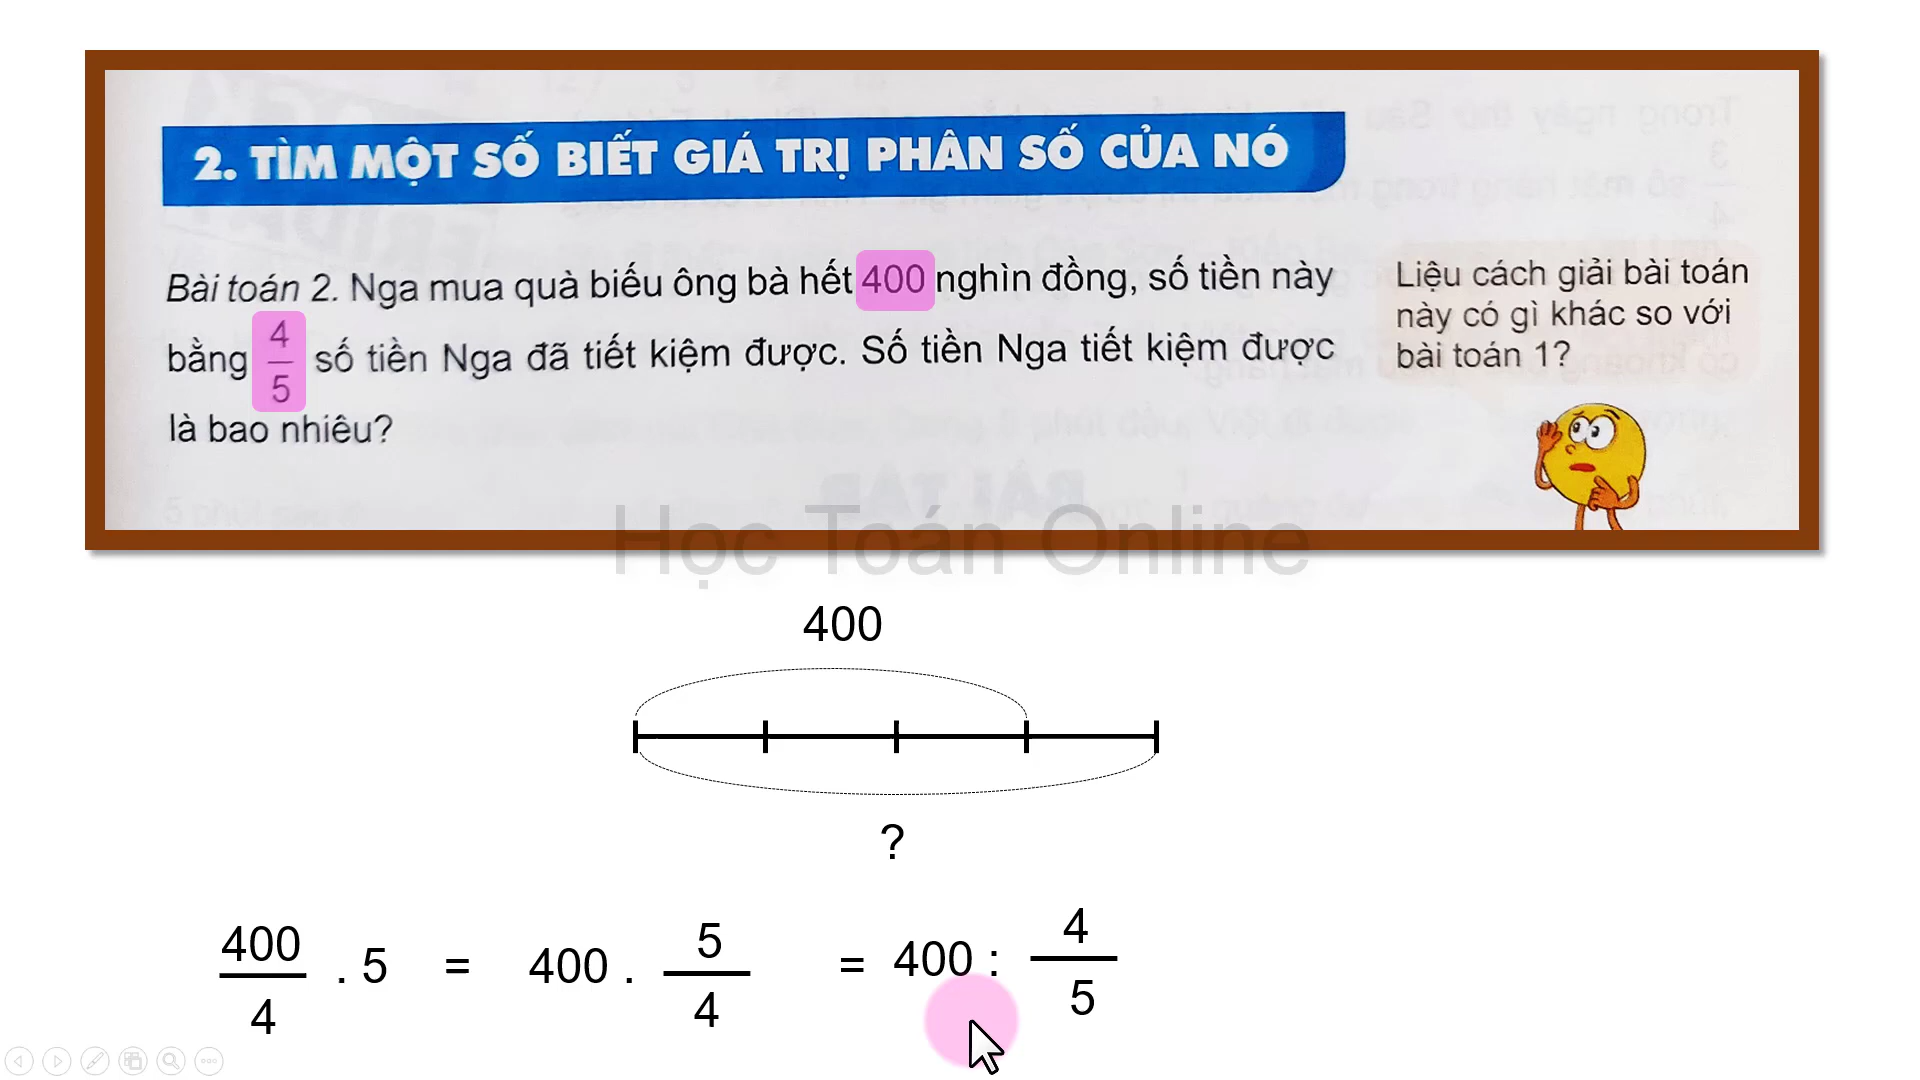 2. TÌM MỘT SỐ BIẾT GIÁ TRỊ PHÂN SỐ CỦA NÓ
Bài toán 2. Nga mua quà biếu ông bà hết 400 nghìn đồng, số tiền này
bằng 4/5 số tiền Nga đã tiết kiệm được. Số tiền Nga tiết kiệm được
là bao nhiêu?
Liệu cách giải bài toán
này có gì khác so với
bài toán 1?
Học Toán Online
400
?
400/4 . 5 = 400 . 5/4 = 400 : 4/5